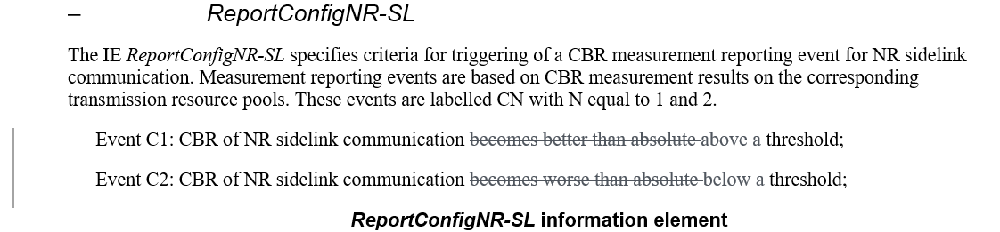 – ReportConfigNR-SL
The IE ReportConfigNR-SL specifies criteria for triggering of a CBR measurement reporting event for NR sidelink
communication. Measurement reporting events are based on CBR measurement results on the corresponding
transmission resource pools. These events are labelled CN with N equal to 1 and 2.
Event C1: CBR of NR sidelink communication becomes better than absolute above a threshold;
Event C2: CBR of NR sidelink communication becomes worse than absolute below a threshold;
ReportConfigNR-SL information element